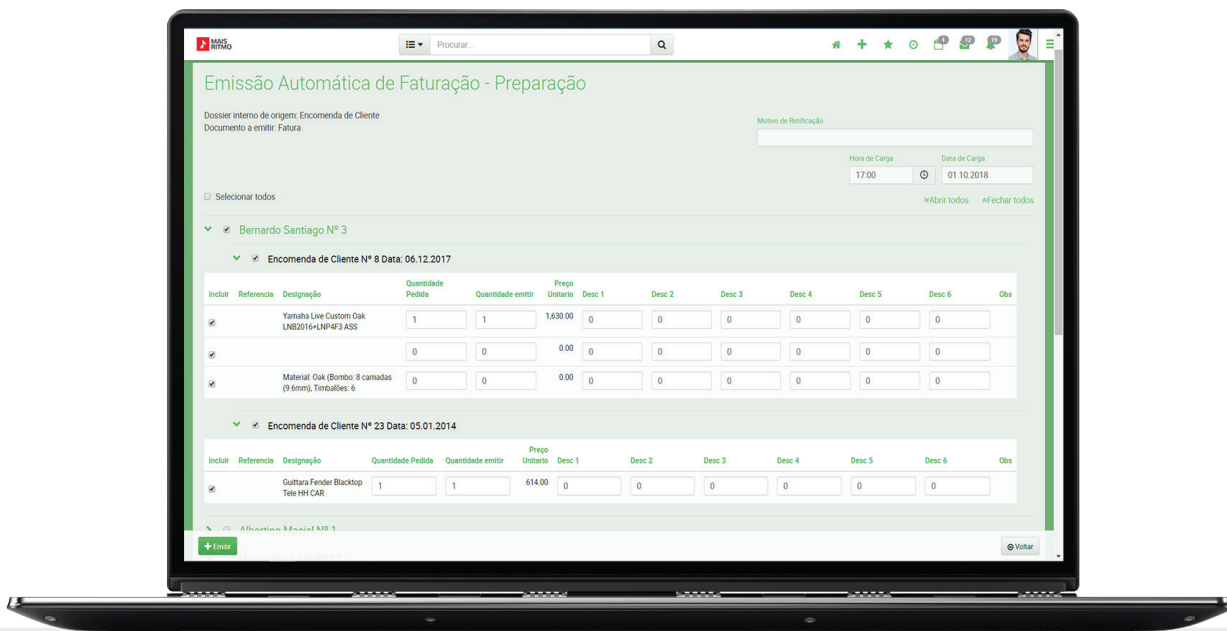 MAIS
RITMO
Procurar...
1
12
19
Emissão Automática de Faturação - Preparação
Dossier interno de origem: Encomenda de Cliente
Documento a emitir: Fatura
Motivo de Retificação
Hora de Carga Data de Carga
17:00 01.10.2018
Selecionar todos
Abrir todos Fechar todos
Bernardo Santiago Nº 3
Encomenda de Cliente Nº 8 Data: 06.12.2017
Incluir Referencia Designação Quantidade Pedida Quantidade emitir Preço Unitario Desc 1 Desc 2 Desc 3 Desc 4 Desc 5 Desc 6 Obs
Yamaha Live Custom Oak
LNB2016+LNP4F3 ASS
1 1 1,630.00 0 0 0 0 0 0
0 0 0.00 0 0 0 0 0 0
Material: Oak (Bombo: 8 camadas
(9.6mm), Timbalões: 6
0 0 0.00 0 0 0 0 0 0
Encomenda de Cliente Nº 23 Data: 05.01.2014
Incluir Referencia Designação Quantidade Pedida Quantidade emitir Preço Unitario Desc 1 Desc 2 Desc 3 Desc 4 Desc 5 Desc 6 Obs
Guittara Fender Blacktop
Tele HH CAR
1 1 614.00 0 0 0 0 0 0
Albertino Maciel Nº 1
Emitir
Voltar